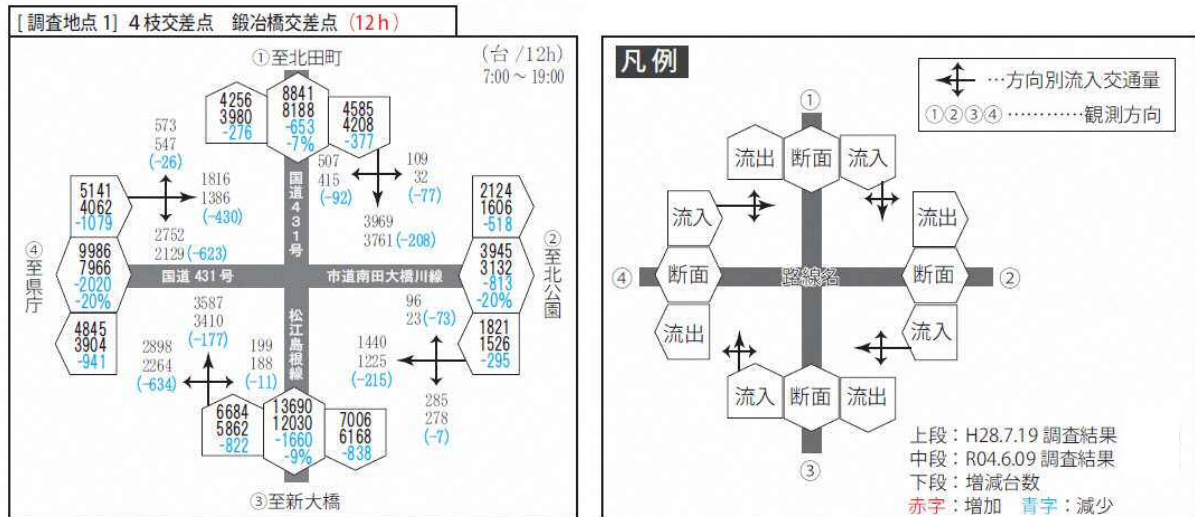 [調査地点1] 4枝交差点 鍛冶橋交差点 (12h)
(台/12h)
7:00～19:00
①至北田町
4256
3980
-276
8841
8188
-653
-7%
4585
4208
-377
573
547
(-26)
1816
1386
(-430)
2752
2129(-623)
507
415
(-92)
109
32
(-77)
3969
3761(-208)
国道431号
5141
4062
-1079
9986
7966
-2020
-20%
4845
3904
-941
④至県庁
国道431号
市道南田大橋川線
2124
1606
-518
3945
3132
-813
-20%
1821
1526
-295
②至北公園
3587
3410
(-177)
2898
2264
(-634)
199
188
(-11)
松江島根線
96
23(-73)
1440
1225
(-215)
285
278
(-7)
6684
5862
-822
13690
12030
-1660
-9%
7006
6168
-838
③至新大橋
凡例
…方向別流入交通量
①②③④…………観測方向
①
流出
断面
流入
流入
断面
流出
④
路線名
流出
断面
流入
②
流入
断面
流出
③
上段：H28.7.19調査結果
中段：R04.6.09調査結果
下段：増減台数
赤字：増加 青字：減少